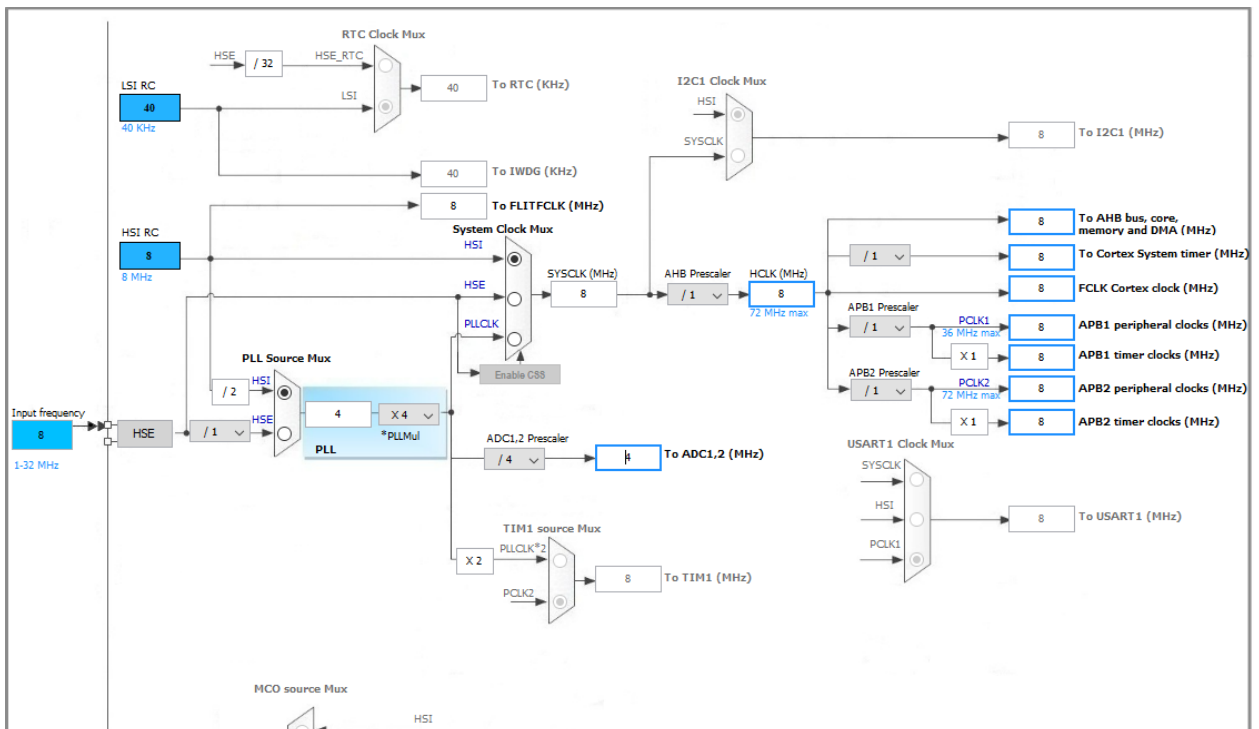 RTC Clock Mux
HSE
/ 32
HSE_RTC
LSI RC
40
40 KHz
LSI
40
To RTC (KHz)
I2C1 Clock Mux
HSI
SYSCLK
8
To I2C1 (MHz)
40
To IWDG (KHz)
8
To FLITFCLK (MHz)
HSI RC
8
8 MHz
System Clock Mux
HSI
HSE
PLLCLK
Enable CSS
SYSCLK (MHz)
8
AHB Prescaler
/ 1
HCLK (MHz)
8
72 MHz max
8
To AHB bus, core,
memory and DMA (MHz)
/ 1
8
To Cortex System timer (MHz)
8
FCLK Cortex clock (MHz)
APB1 Prescaler
/ 1
PCLK1
36 MHz max
8
APB1 peripheral clocks (MHz)
X 1
8
APB1 timer clocks (MHz)
APB2 Prescaler
/ 1
PCLK2
72 MHz max
8
APB2 peripheral clocks (MHz)
X 1
8
APB2 timer clocks (MHz)
PLL Source Mux
/ 2
HSI
HSE
4
X 4
*PLLMul
PLL
Input frequency
8
1-32 MHz
HSE
/ 1
ADC1,2 Prescaler
/ 4
4
To ADC1,2 (MHz)
USART1 Clock Mux
SYSCLK
HSI
PCLK1
8
To USART1 (MHz)
TIM1 source Mux
X 2
PLLCLK*2
PCLK2
8
To TIM1 (MHz)
MCO source Mux
HSI